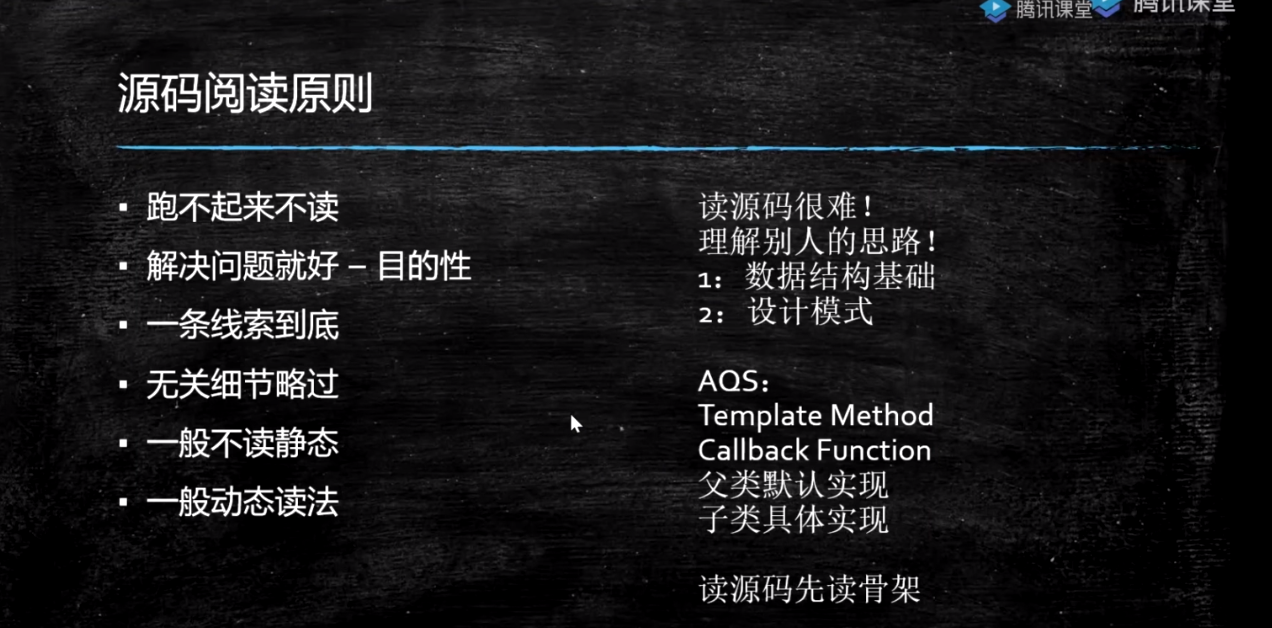 腾讯课堂
腾讯课堂
源码阅读原则
▪ 跑不起来不读
▪ 解决问题就好 – 目的性
▪ 一条线索到底
▪ 无关细节略过
▪ 一般不读静态
▪ 一般动态读法
读源码很难！
理解别人的思路！
1： 数据结构基础
2： 设计模式
AQS：
Template Method
Callback Function
父类默认实现
子类具体实现
读源码先读骨架